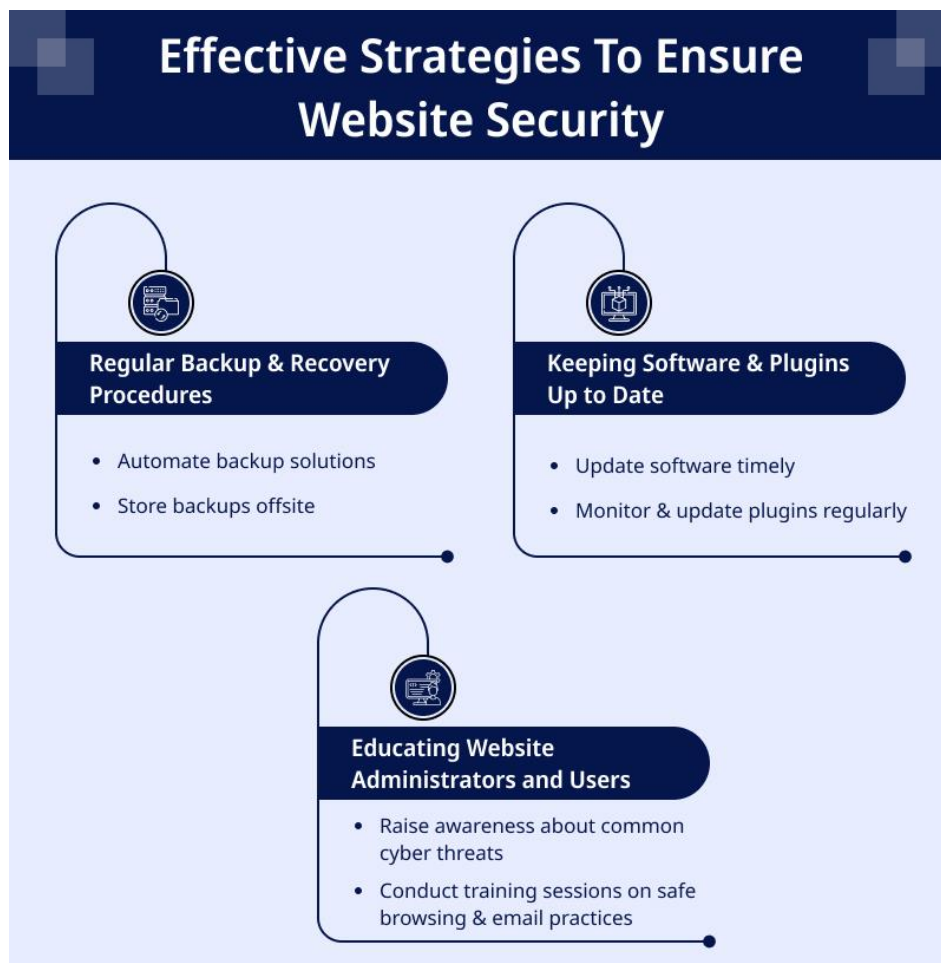 Effective Strategies To Ensure
Website Security
Regular Backup & Recovery
Procedures
• Automate backup solutions
• Store backups offsite
Keeping Software & Plugins
Up to Date
• Update software timely
• Monitor & update plugins regularly
Educating Website
Administrators and Users
• Raise awareness about common
cyber threats
• Conduct training sessions on safe
browsing & email practices